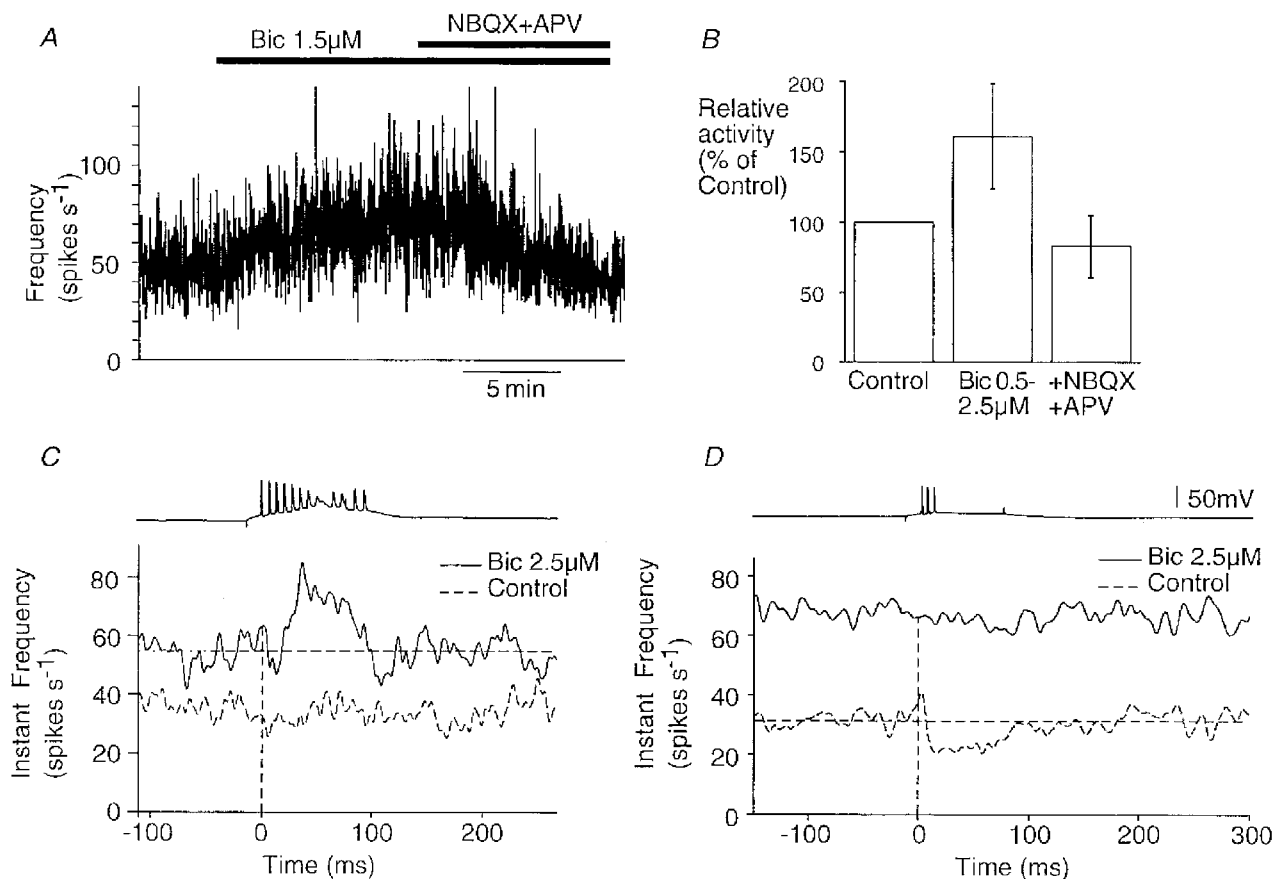 A
NBQX+APV
Bic 1.5µM
Frequency
(spikes s⁻¹)
100
50
0
5 min
B
Relative
activity
(% of
Control)
200
150
100
50
0
Control
Bic 0.5-
2.5µM
+NBQX
+APV
C
Bic 2.5µM
Control
Instant Frequency
(spikes s⁻¹)
80
60
40
20
0
-100
0
100
200
Time (ms)
D
50mV
Bic 2.5µM
Control
Instant Frequency
(spikes s⁻¹)
80
60
40
20
0
-100
0
100
200
300
Time (ms)